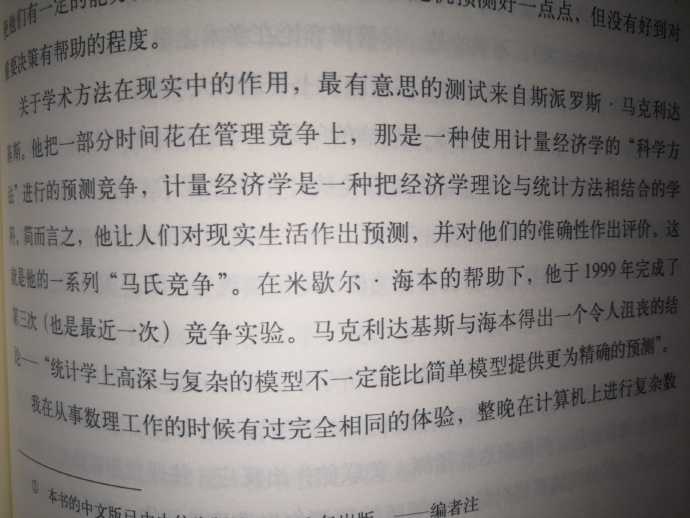 他们有一定的能
机预测好一点点，但没有好到对
重要决策有帮助的程度。
关于学术方法在现实中的作用，最有意思的测试来自斯派罗斯·马克利达
基斯。他把一部分时间花在管理竞争上，那是一种使用计量经济学的“科学方
法”进行的预测竞争，计量经济学是一种把经济学理论与统计方法相结合的学
科。简而言之，他让人们对现实生活作出预测，并对他们的准确性作出评价。这
就是他的一系列“马氏竞争”。在米歇尔·海本的帮助下，他于1999年完成了
第三次（也是最近一次）竞争实验。马克利达基斯与海本得出一个令人沮丧的结
论——“统计学上高深与复杂的模型不一定能比简单模型提供更为精确的预测”。
我在从事数理工作的时候有过完全相同的体验，整晚在计算机上进行复杂数
① 本书的中文版已由
出版。——编者注